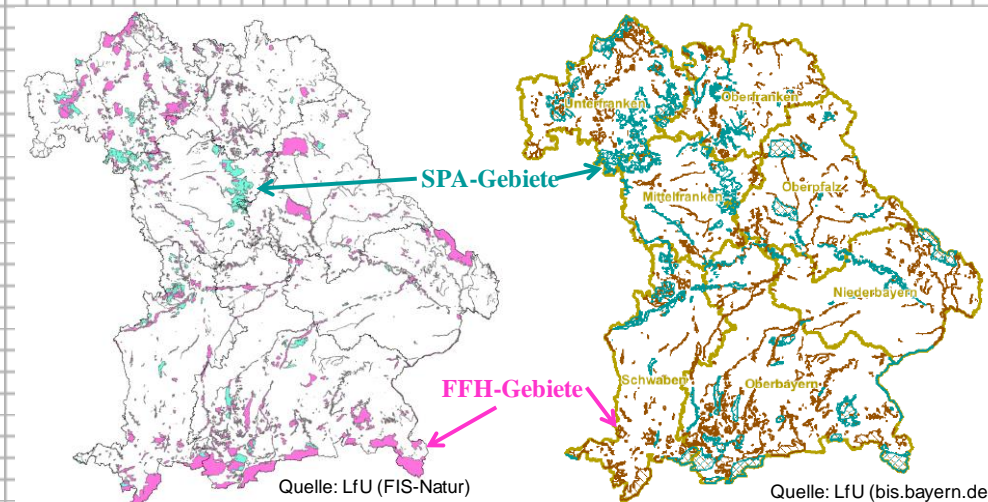 Unterfranken
Oberfranken
SPA-Gebiete
Mittelfranken
Oberpfalz
Niederbayern
FFH-Gebiete
Schwaben
Oberbayern
Quelle: LfU (FIS-Natur)
Quelle: LfU (bis.bayern.de